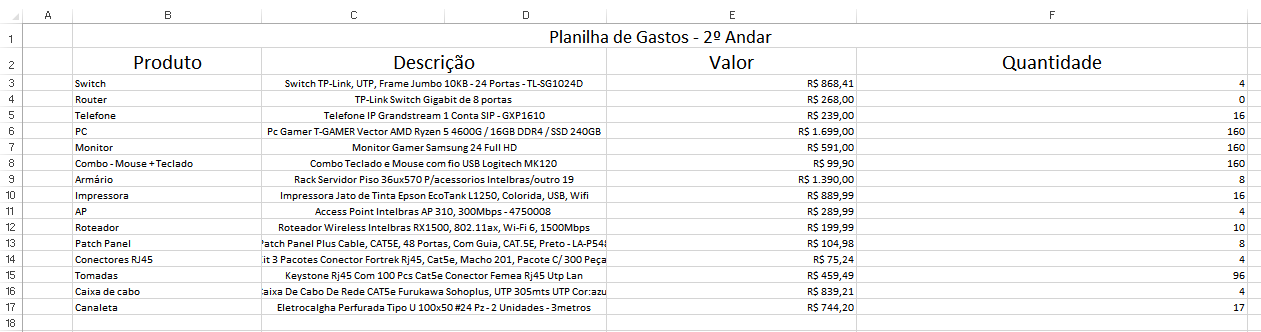 A B C D E F
1 Planilha de Gastos - 2º Andar
2 Produto Descrição Valor Quantidade
3 Switch Switch TP-Link, UTP, Frame Jumbo 10KB - 24 Portas - TL-SG1024D R$ 868,41 4
4 Router TP-Link Switch Gigabit de 8 portas R$ 268,00 0
5 Telefone Telefone IP Grandstream 1 Conta SIP - GXP1610 R$ 239,00 16
6 PC Pc Gamer T-GAMER Vector AMD Ryzen 5 4600G / 16GB DDR4 / SSD 240GB R$ 1.699,00 160
7 Monitor Monitor Gamer Samsung 24 Full HD R$ 591,00 160
8 Combo - Mouse + Teclado Combo Teclado e Mouse com fio USB Logitech MK120 R$ 99,90 160
9 Armário Rack Servidor Piso 36ux570 P/acessorios Intelbras/outro 19 R$ 1.390,00 8
10 Impressora Impressora Jato de Tinta Epson EcoTank L1250, Colorida, USB, Wifi R$ 889,99 16
11 AP Access Point Intelbras AP 310, 300Mbps - 4750008 R$ 289,99 4
12 Roteador Roteador Wireless Intelbras RX1500, 802.11ax, Wi-Fi 6, 1500Mbps R$ 199,99 10
13 Patch Panel Patch Panel Plus Cable, CAT5E, 48 Portas, Com Guia, CAT.5E, Preto - LA-P548 R$ 104,98 8
14 Conectores RJ45 it 3 Pacotes Conector Fortrek Rj45, Cat5e, Macho 201, Pacote C/ 300 Peça R$ 75,24 4
15 Tomadas Keystone Rj45 Com 100 Pcs Cat5e Conector Femea Rj45 Utp Lan R$ 459,49 96
16 Caixa de cabo Caixa De Cabo De Rede CAT5e Furukawa Sohoplus, UTP 305mts UTP Cor:azu R$ 839,21 4
17 Canaleta Eletrocalgha Perfurada Tipo U 100x50 #24 Pz - 2 Unidades - 3metros R$ 744,20 17
18